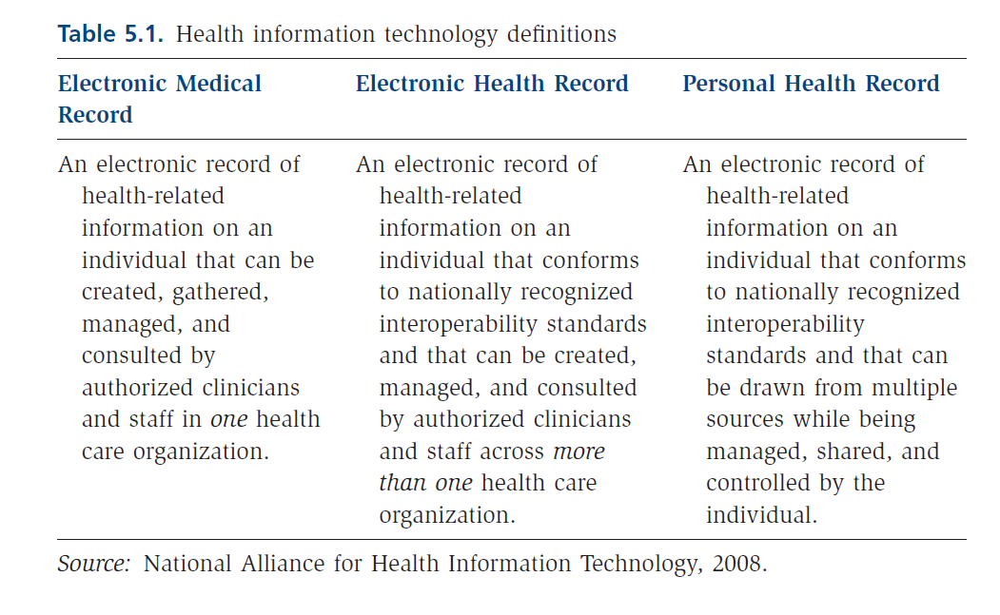 Table 5.1. Health information technology definitions
Electronic Medical
Record
Electronic Health Record
Personal Health Record
An electronic record of
health-related
information on an
individual that can be
created, gathered,
managed, and
consulted by
authorized clinicians
and staff in one health
care organization.
An electronic record of
health-related
information on an
individual that conforms
to nationally recognized
interoperability standards
and that can be created,
managed, and consulted
by authorized clinicians
and staff across more
than one health care
organization.
An electronic record of
health-related
information on an
individual that conforms
to nationally recognized
interoperability
standards and that can
be drawn from multiple
sources while being
managed, shared, and
controlled by the
individual.
Source: National Alliance for Health Information Technology, 2008.